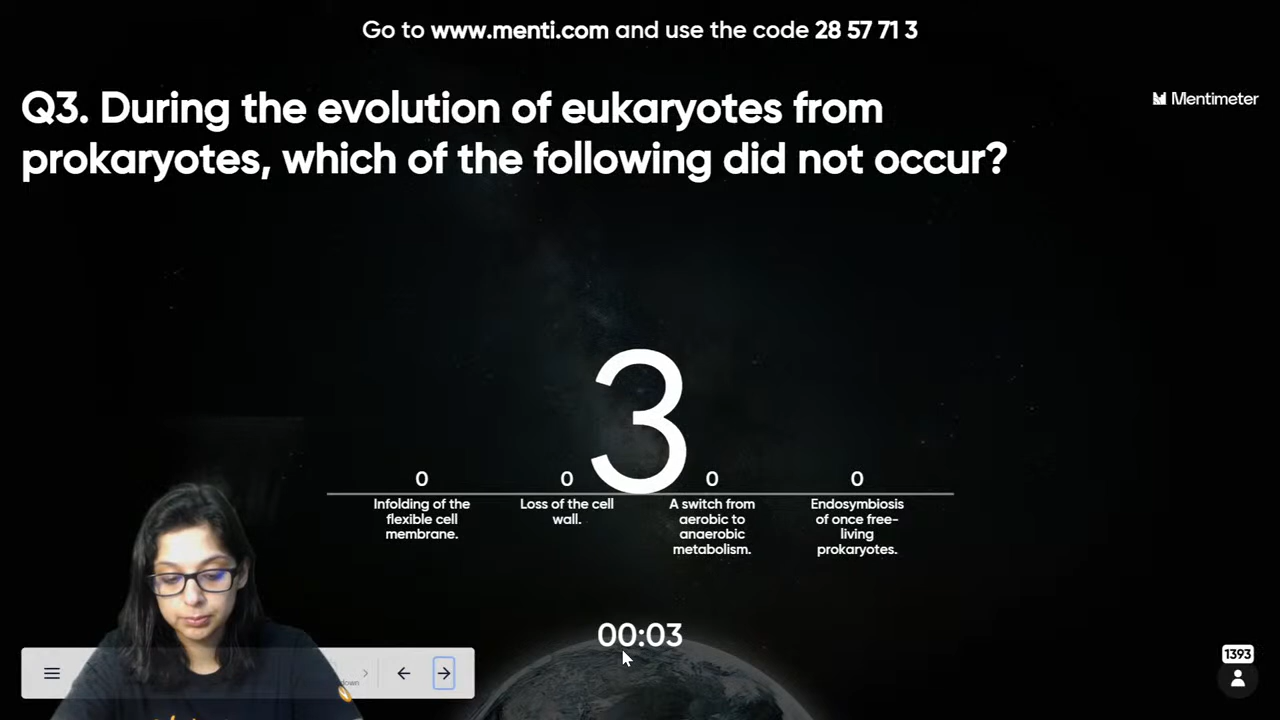 Go to www.menti.com and use the code 28 57 71 3
Q3. During the evolution of eukaryotes from
prokaryotes, which of the following did not occur?
Mentimeter
3
0
0
0
0
Infolding of the
flexible cell
membrane.
Loss of the cell
wall.
A switch from
aerobic to
anaerobic
metabolism.
Endosymbiosis
of once free-
living
prokaryotes.
00:03
1393